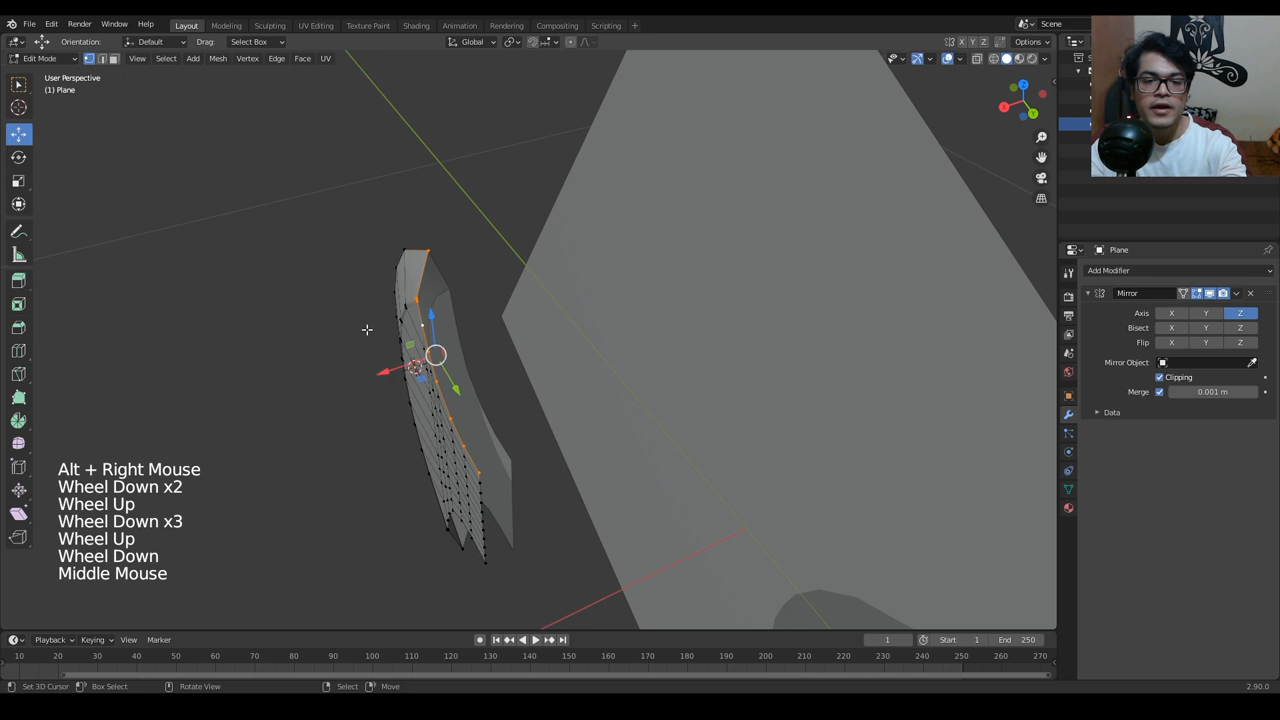 File Edit Render Window Help Layout Modeling Sculpting UV Editing Texture Paint Shading Animation Rendering Compositing Scripting + Scene
Orientation: Default Drag: Select Box Global X Y Z Options
Edit Mode View Select Add Mesh Vertex Edge Face UV
User Perspective
(1) Plane
Plane
Add Modifier
Mirror
Axis X Y Z
Bisect X Y Z
Flip X Y Z
Mirror Object
Clipping
Merge 0.001 m
Data
Alt + Right Mouse
Wheel Down x2
Wheel Up
Wheel Down x3
Wheel Up
Wheel Down
Middle Mouse
Playback Keying View Marker 1 Start 1 End 250
10 20 30 40 50 60 70 80 90 100 110 120 130 140 150 160 170 180 190 200 210 220 230 240 250 260 270
Set 3D Cursor Box Select Rotate View Select Move 2.90.0